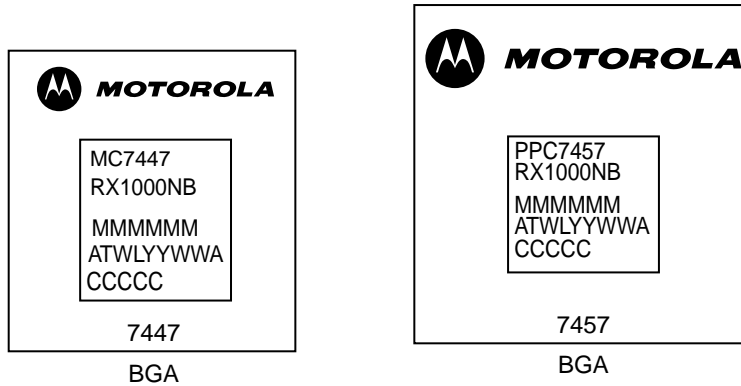 MOTOROLA
MC7447
RX1000NB
MMMMMM
ATWLYYWWA
CCCCC
7447
BGA
MOTOROLA
PPC7457
RX1000NB
MMMMMM
ATWLYYWWA
CCCCC
7457
BGA